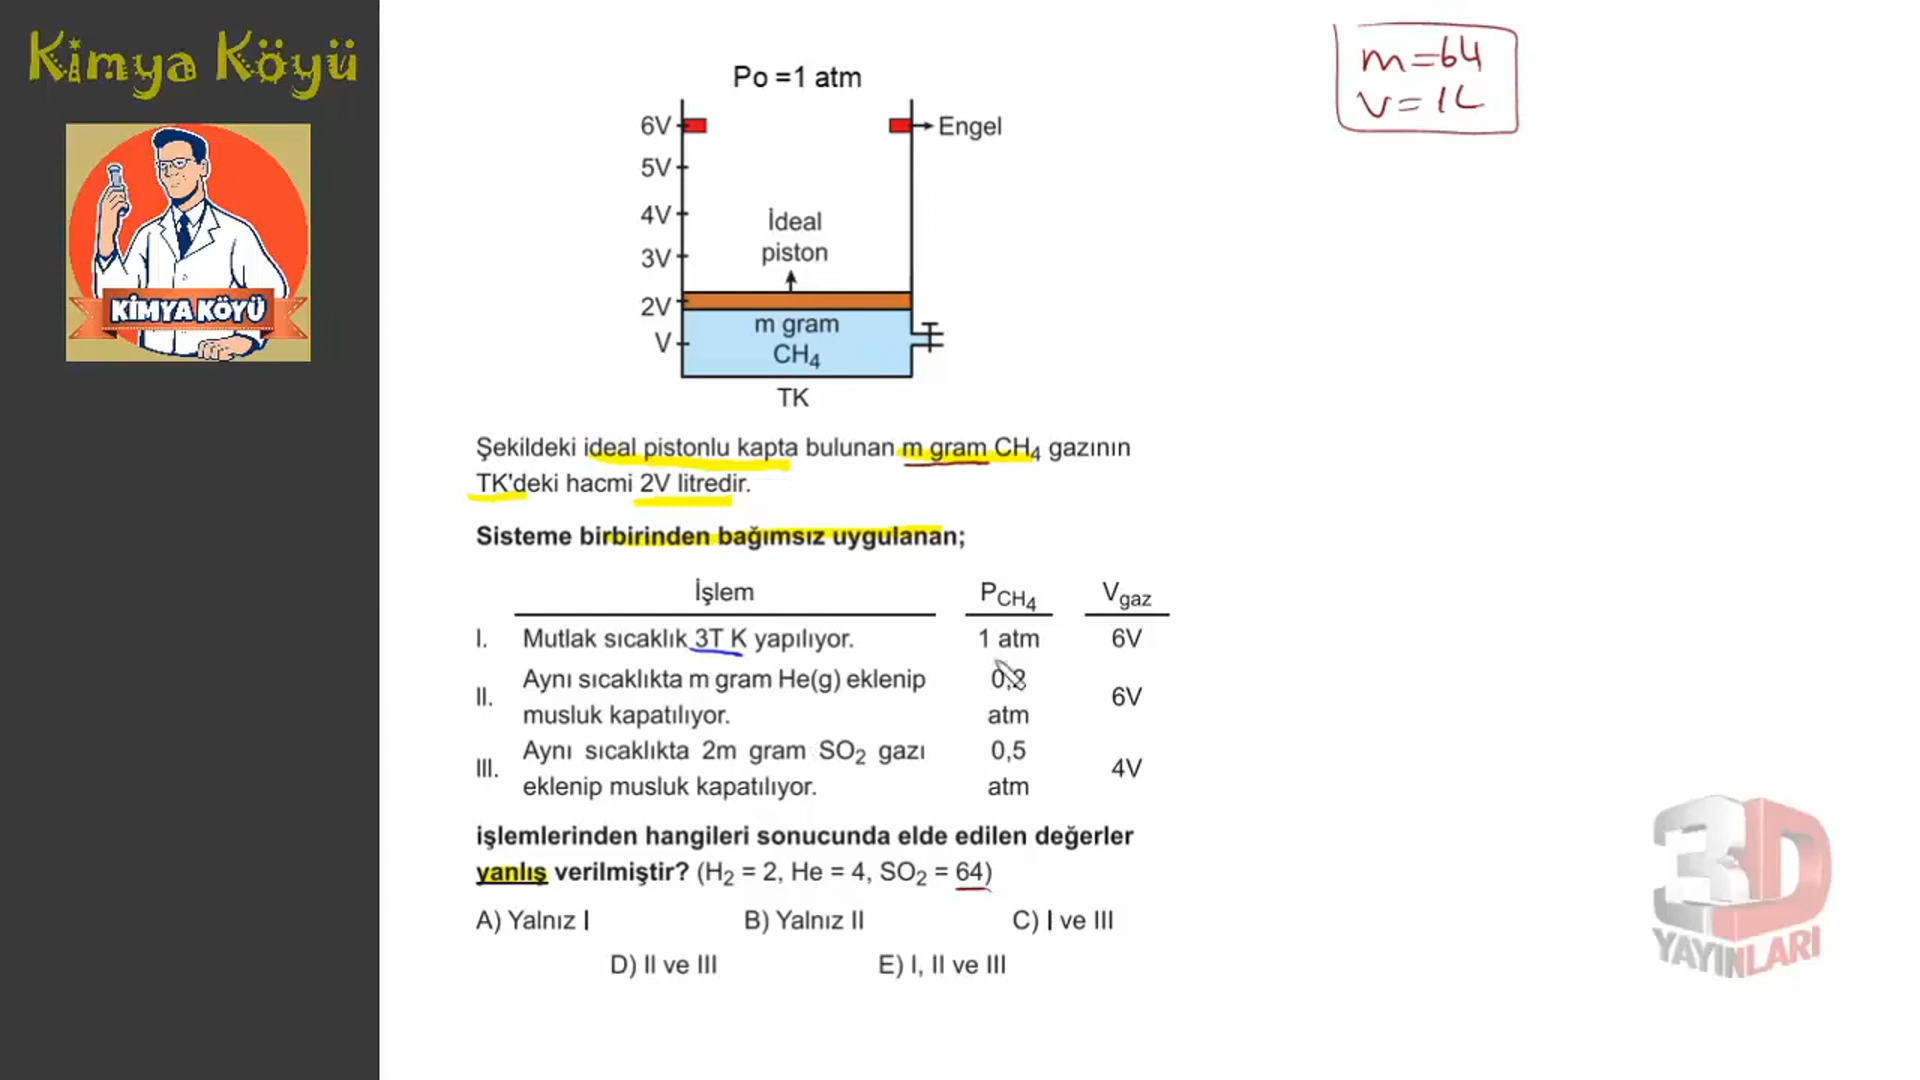 Kimya Köyü
KİMYA KÖYÜ
m=64
V=1L
Po =1 atm
6V
Engel
5V
4V
İdeal
piston
3V
2V
m gram
CH4
V
TK
Şekildeki ideal pistonlu kapta bulunan m gram CH4 gazının
TK'deki hacmi 2V litredir.
Sisteme birbirinden bağımsız uygulanan;
İşlem PCH4 Vgaz
I. Mutlak sıcaklık 3T K yapılıyor. 1 atm 6V
II. Aynı sıcaklıkta m gram He(g) eklenip musluk kapatılıyor. atm 6V
III. Aynı sıcaklıkta 2m gram SO2 gazı eklenip musluk kapatılıyor. 0,5 atm 4V
işlemlerinden hangileri sonucunda elde edilen değerler
yanlış verilmiştir? (H2 = 2, He = 4, SO2 = 64)
A) Yalnız I B) Yalnız II C) I ve III
D) II ve III E) I, II ve III
3D
YAYINLARI